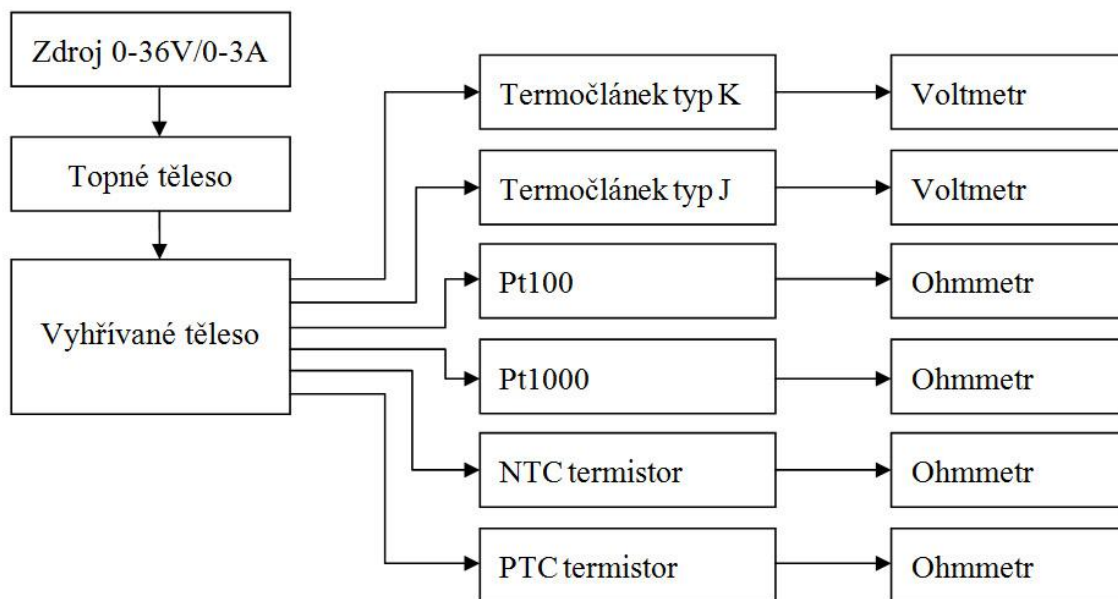 Zdroj 0-36V/0-3A
Topné těleso
Vyhřívané těleso
Termočlánek typ K
Voltmetr
Termočlánek typ J
Voltmetr
Pt100
Ohmmetr
Pt1000
Ohmmetr
NTC termistor
Ohmmetr
PTC termistor
Ohmmetr